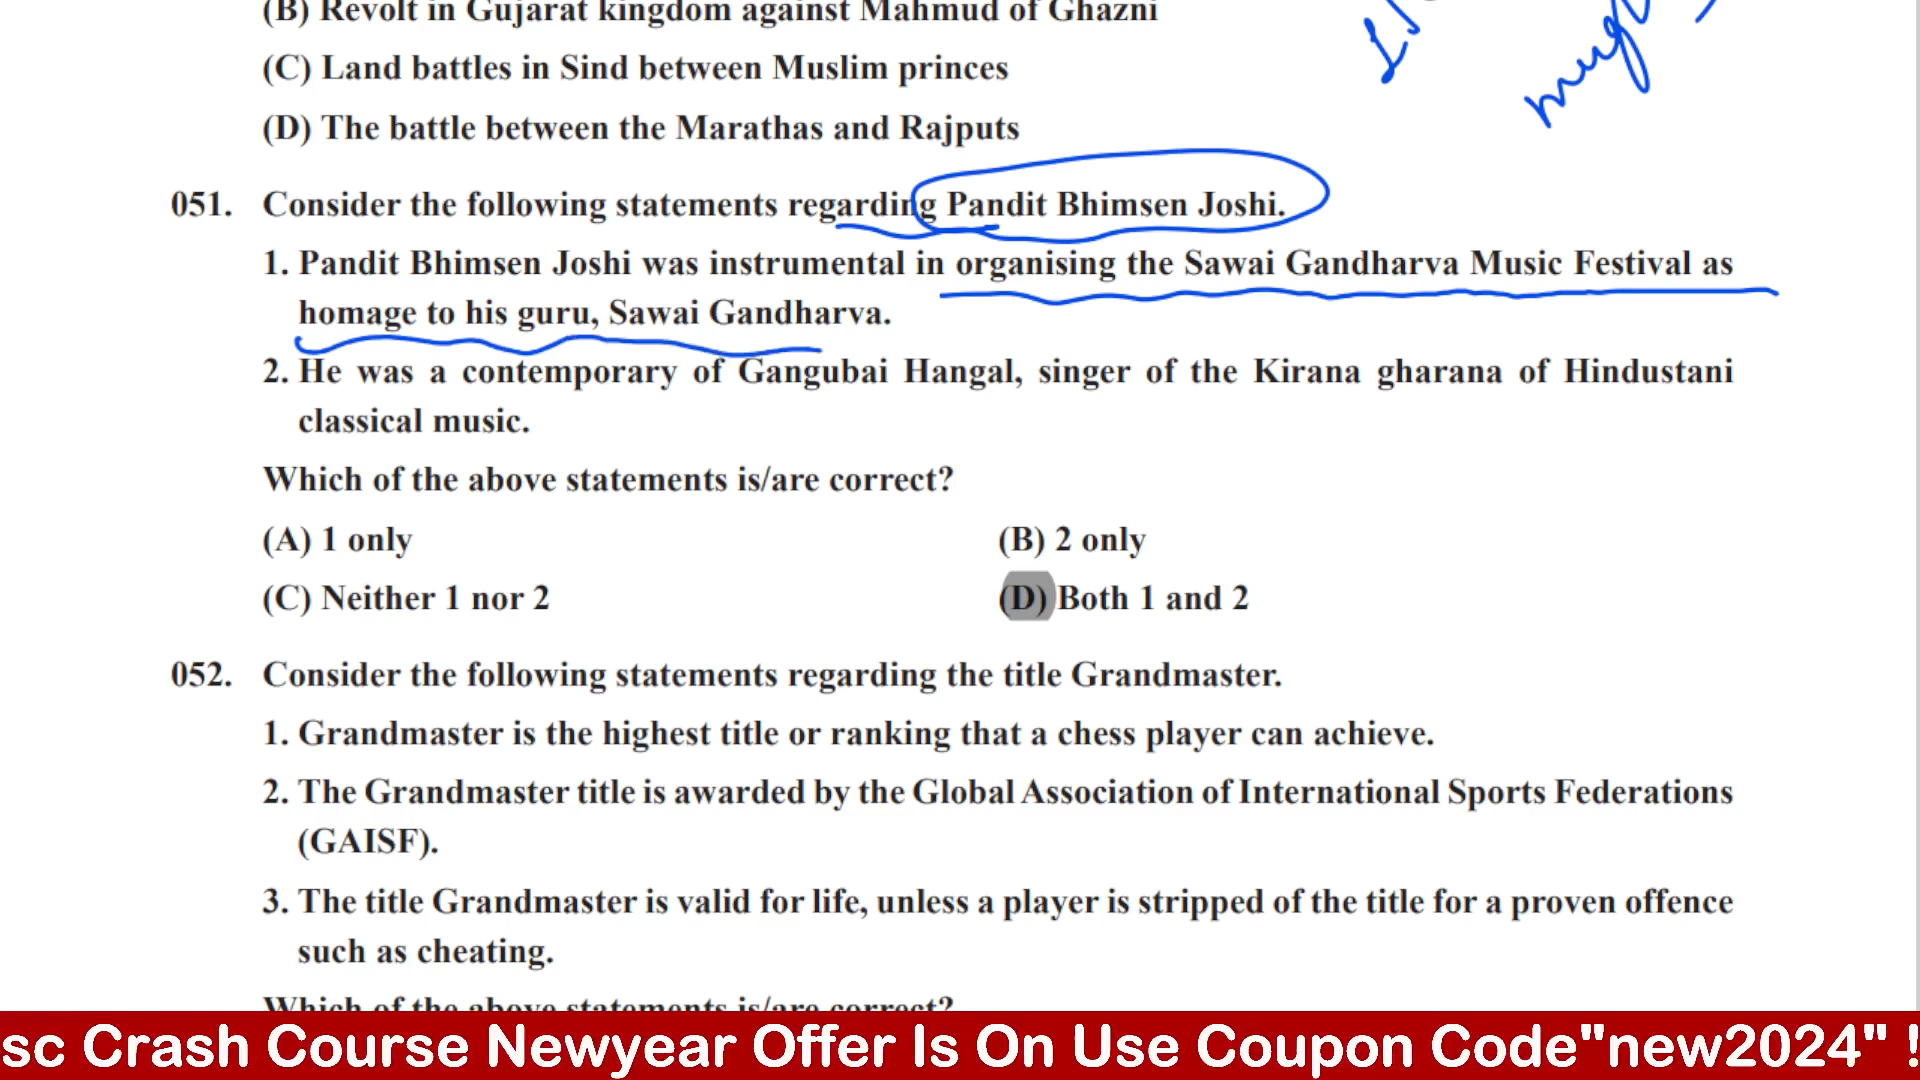 (B) Revolt in Gujarat kingdom against Mahmud of Ghazni
(C) Land battles in Sind between Muslim princes
(D) The battle between the Marathas and Rajputs
051. Consider the following statements regarding Pandit Bhimsen Joshi.
1. Pandit Bhimsen Joshi was instrumental in organising the Sawai Gandharva Music Festival as
homage to his guru, Sawai Gandharva.
2. He was a contemporary of Gangubai Hangal, singer of the Kirana gharana of Hindustani
classical music.
Which of the above statements is/are correct?
(A) 1 only (B) 2 only
(C) Neither 1 nor 2 (D) Both 1 and 2
052. Consider the following statements regarding the title Grandmaster.
1. Grandmaster is the highest title or ranking that a chess player can achieve.
2. The Grandmaster title is awarded by the Global Association of International Sports Federations
(GAISF).
3. The title Grandmaster is valid for life, unless a player is stripped of the title for a proven offence
such as cheating.
Which of the above statements is/are correct?
sc Crash Course Newyear Offer Is On Use Coupon Code"new2024" !